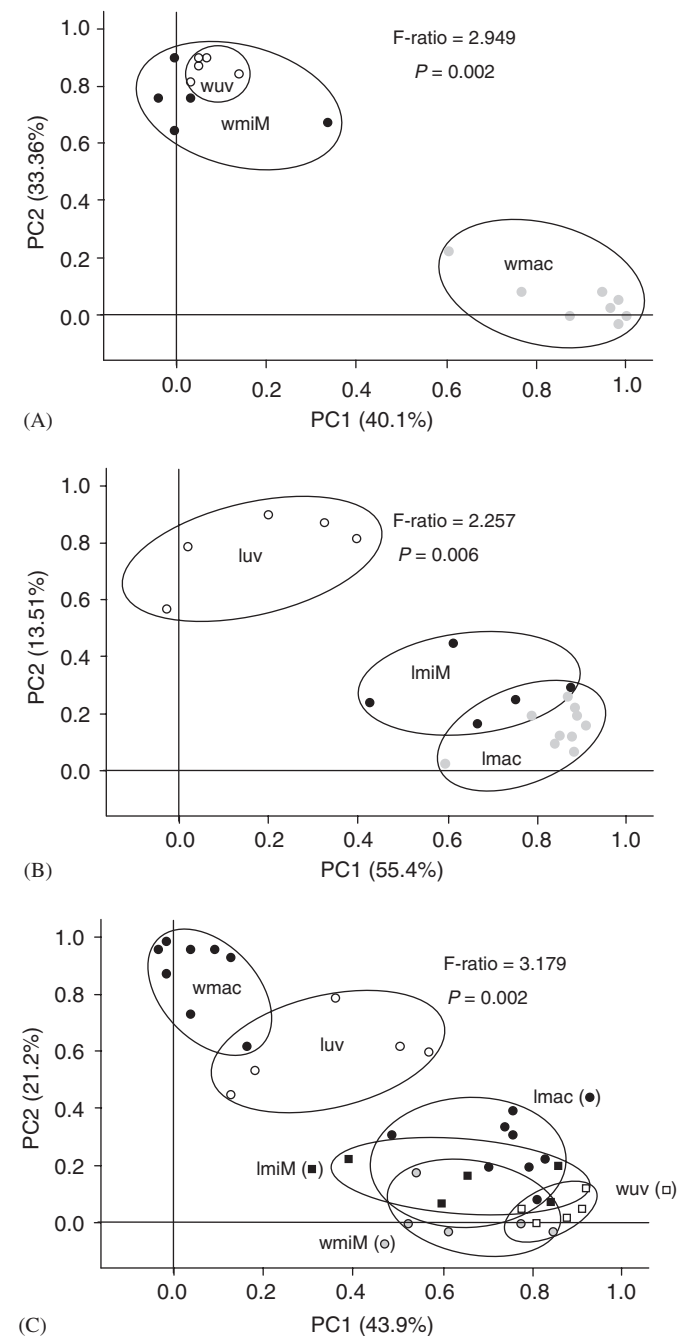 1.0
F-ratio = 2.949
P = 0.002
0.8
wuv
wmiM
0.6
PC2 (33.36%)
0.4
0.2
wmac
0.0
0.0 0.2 0.4 0.6 0.8 1.0
(A)
PC1 (40.1%)
1.0
F-ratio = 2.257
P = 0.006
0.8
luv
0.6
PC2 (13.51%)
0.4
lmiM
0.2
lmac
0.0
0.0 0.2 0.4 0.6 0.8 1.0
(B)
PC1 (55.4%)
1.0
F-ratio = 3.179
P = 0.002
wmac
0.8
luv
0.6
PC2 (21.2%)
0.4
lmac (●)
0.2
lmiM (■)
wuv (□)
0.0
wmiM (○)
0.0 0.2 0.4 0.6 0.8 1.0
(C)
PC1 (43.9%)